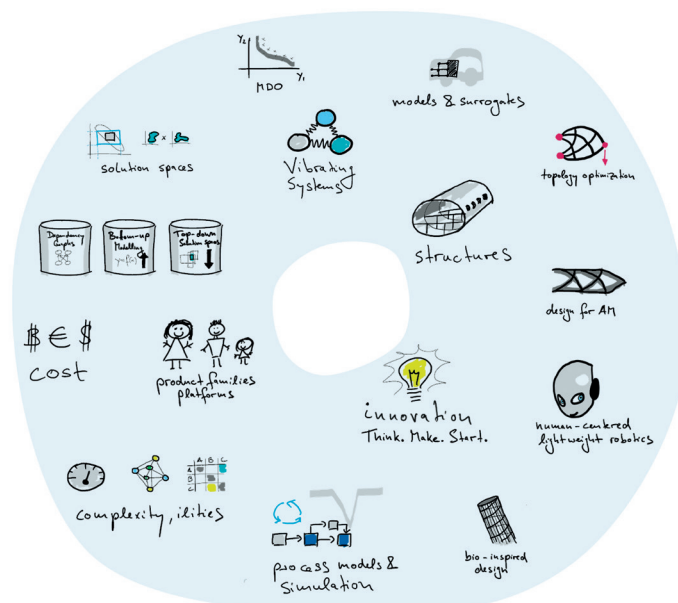 Y2
Y1
MDO
models & surrogates
solution spaces
Vibrating
Systems
topology optimization
structures
Dependency
Graphs
Bottom-up
Modelling
Top-down
Solution spaces
design for AM
B € $
cost
product families
platforms
innovation
Think. Make. Start.
human-centered
lightweight robotics
A B C
A
B
C
complexity, ilities
process models &
simulation
bio-inspired
design